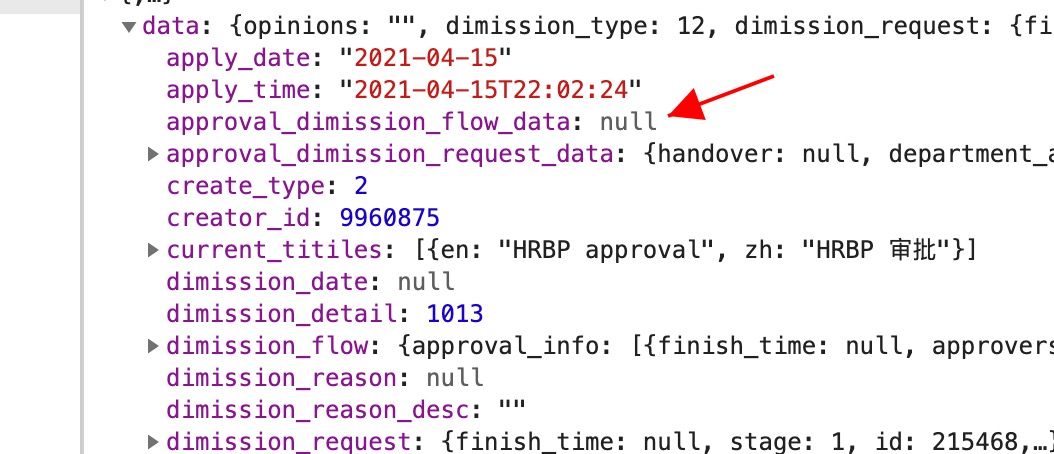 data: {opinions: "", dimission_type: 12, dimission_request: {fi
apply_date: "2021-04-15"
apply_time: "2021-04-15T22:02:24"
approval_dimission_flow_data: null
approval_dimission_request_data: {handover: null, department_a
create_type: 2
creator_id: 9960875
current_titiles: [{en: "HRBP approval", zh: "HRBP 审批"}]
dimission_date: null
dimission_detail: 1013
dimission_flow: {approval_info: [{finish_time: null, approvers
dimission_reason: null
dimission_reason_desc: ""
dimission_request: {finish_time: null, stage: 1, id: 215468,…}